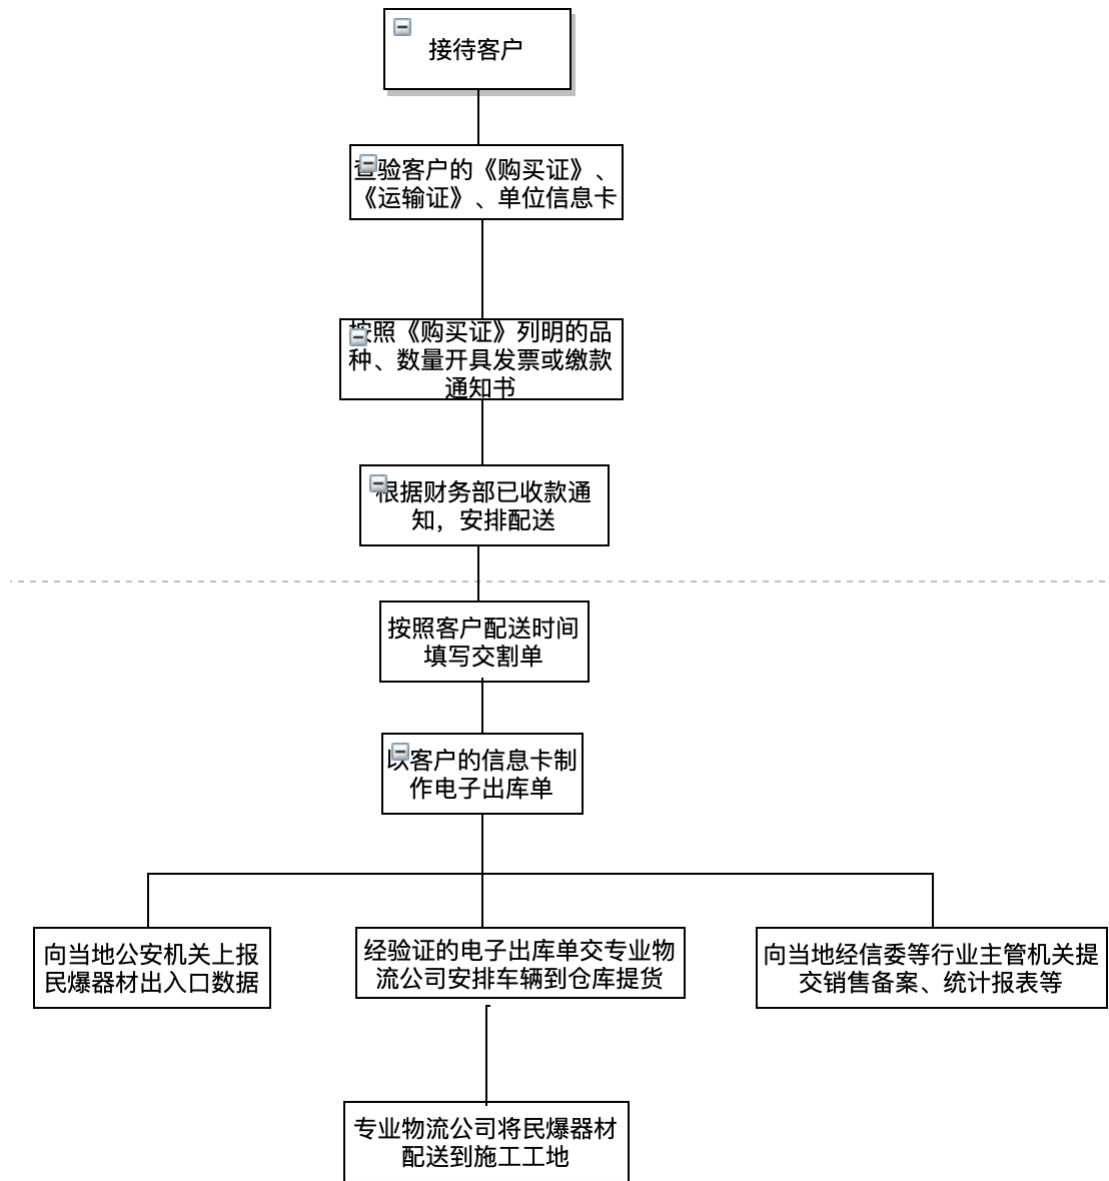 接待客户
查验客户的《购买证》、
《运输证》、单位信息卡
按照《购买证》列明的品
种、数量开具发票或缴款
通知书
根据财务部已收款通
知，安排配送
按照客户配送时间
填写交割单
以客户的信息卡制
作电子出库单
向当地公安机关上报
民爆器材出入口数据
经验证的电子出库单交专业物
流公司安排车辆到仓库提货
向当地经信委等行业主管机关提
交销售备案、统计报表等
专业物流公司将民爆器材
配送到施工工地